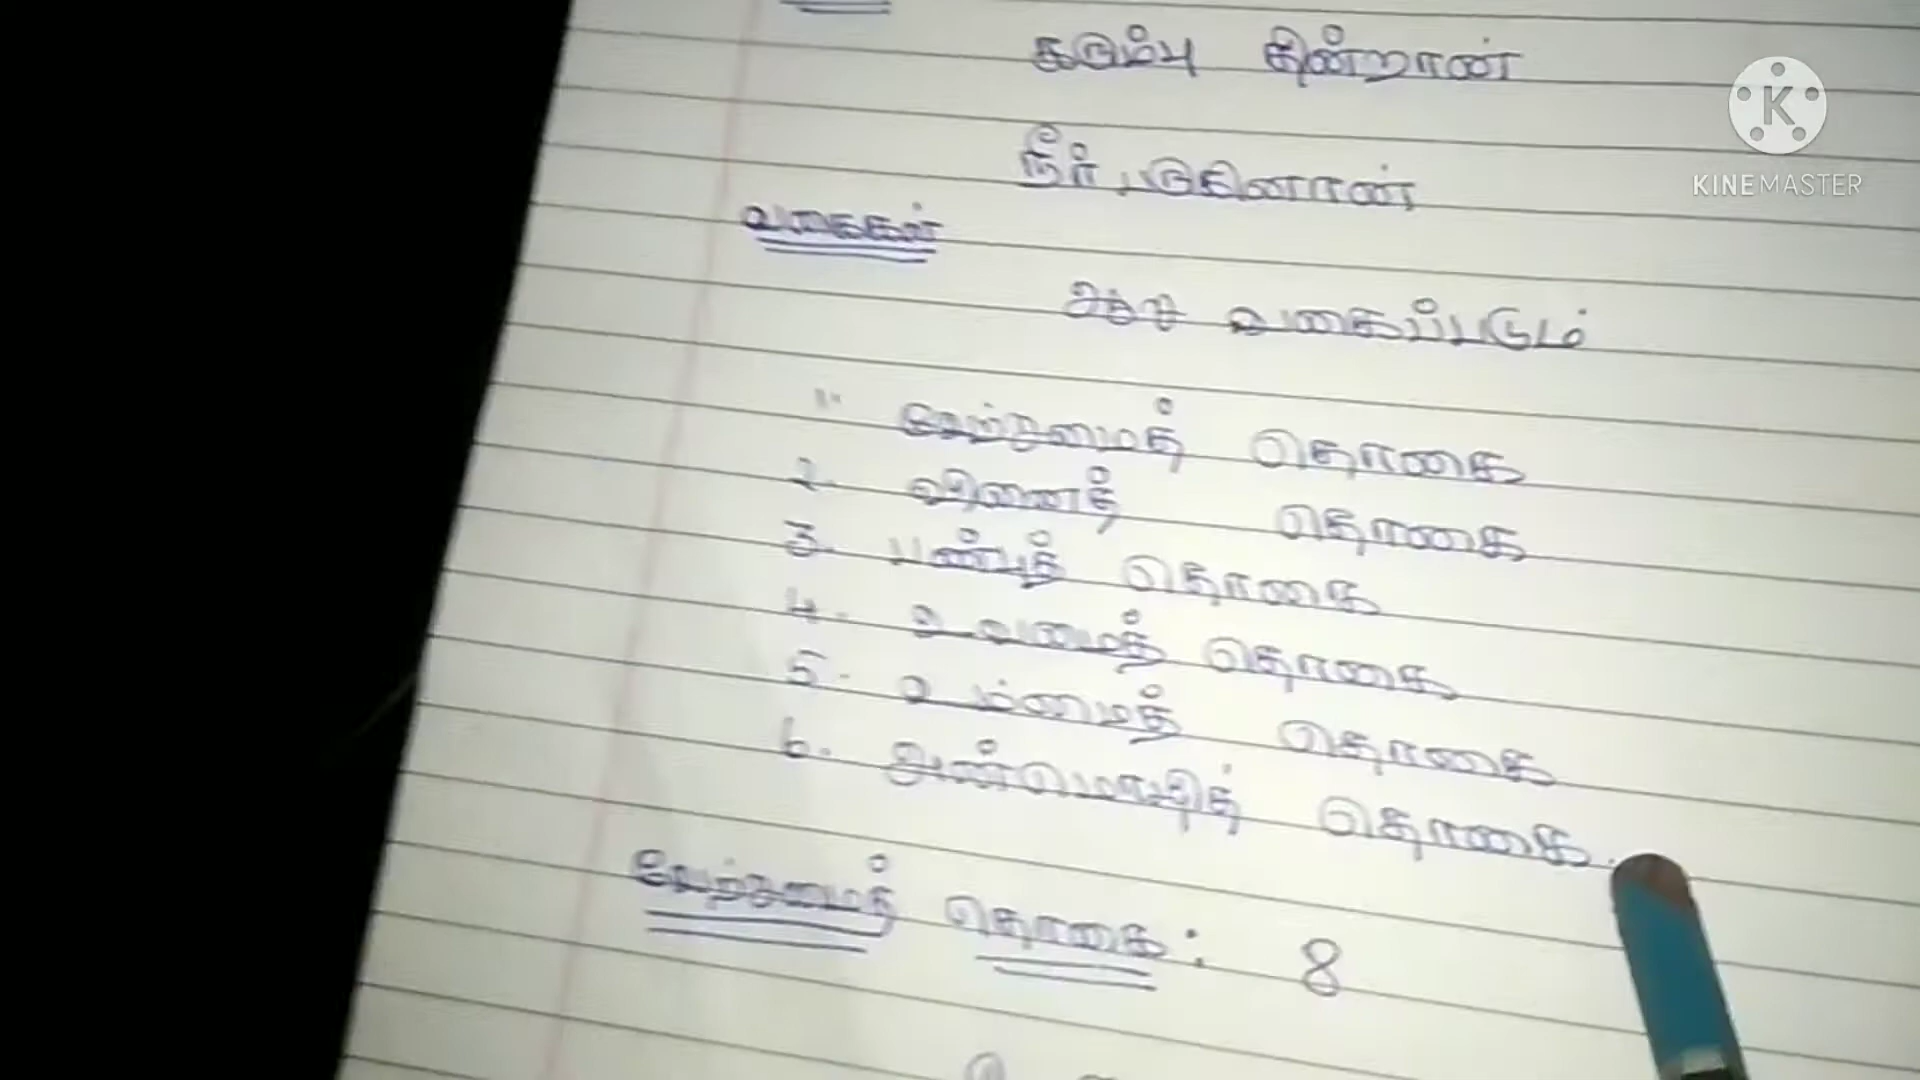 கரும்பு தின்றான்
நீர் பருகினான்
வகைகள்
ஆறு வகைப்படும்
1. வேற்றுமைத் தொகை
2. வினைத் தொகை
3. பண்புத் தொகை
4. உவமைத் தொகை
5. உம்மைத் தொகை
6. அன்மொழித் தொகை.
வேற்றுமைத் தொகை: 8
KINEMASTER